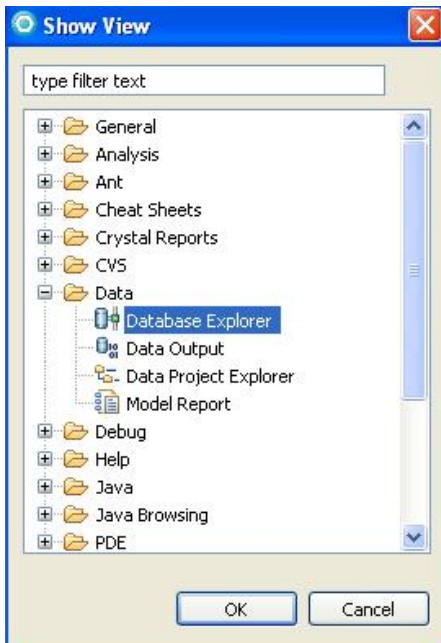 Show View
type filter text
General
Analysis
Ant
Cheat Sheets
Crystal Reports
CVS
Data
Database Explorer
Data Output
Data Project Explorer
Model Report
Debug
Help
Java
Java Browsing
PDE
OK Cancel